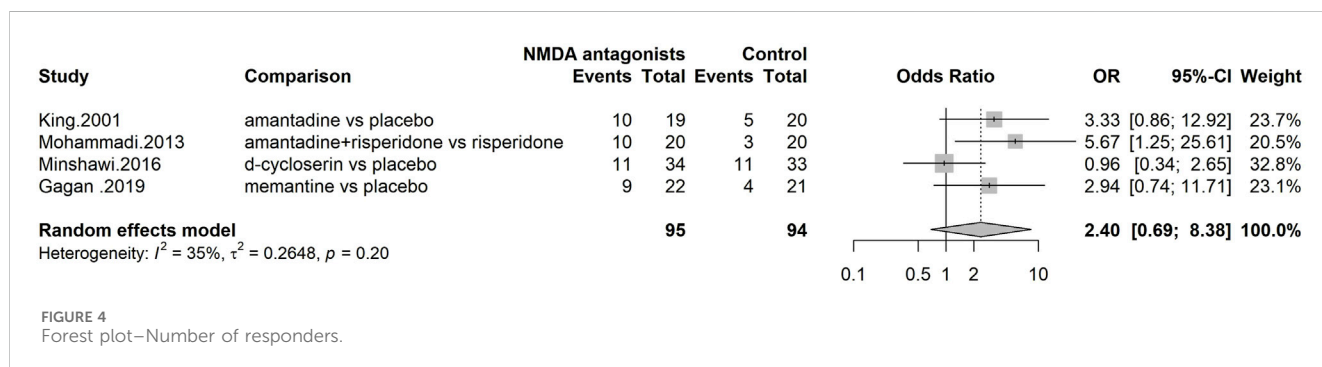 NMDA antagonists Control
Study Comparison Events Total Events Total Odds Ratio OR 95%-CI Weight
King.2001 amantadine vs placebo 10 19 5 20 3.33 [0.86; 12.92] 23.7%
Mohammadi.2013 amantadine+risperidone vs risperidone 10 20 3 20 5.67 [1.25; 25.61] 20.5%
Minshawi.2016 d-cycloserin vs placebo 11 34 11 33 0.96 [0.34; 2.65] 32.8%
Gagan .2019 memantine vs placebo 9 22 4 21 2.94 [0.74; 11.71] 23.1%
Random effects model 95 94 2.40 [0.69; 8.38] 100.0%
Heterogeneity: I² = 35%, τ² = 0.2648, p = 0.20
0.1 0.5 1 2 10
FIGURE 4
Forest plot–Number of responders.